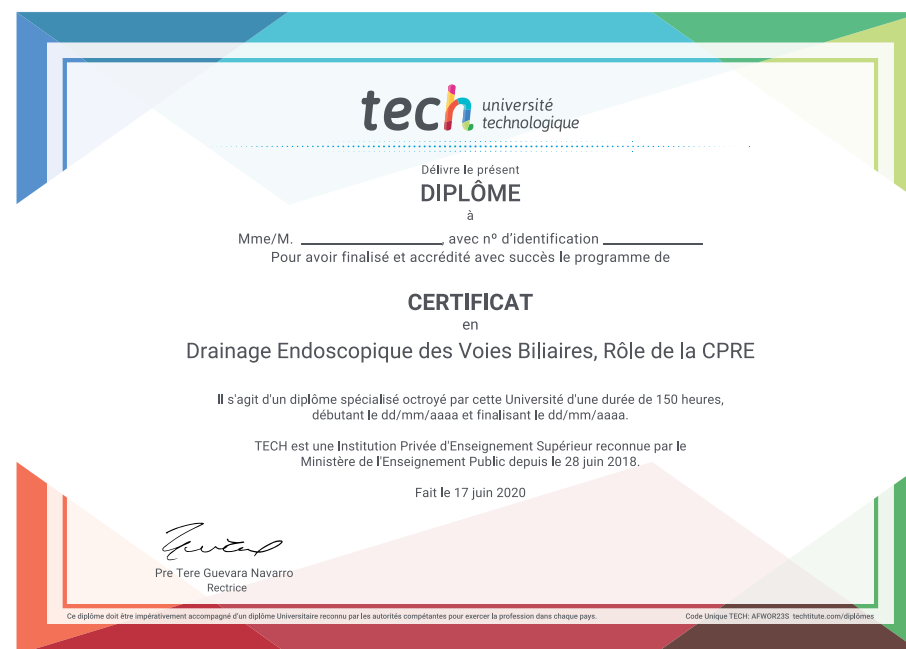 tech université
technologique
Délivre le présent
DIPLÔME
à
Mme/M. ____________________, avec nº d'identification ______________
Pour avoir finalisé et accrédité avec succès le programme de
CERTIFICAT
en
Drainage Endoscopique des Voies Biliaires, Rôle de la CPRE
Il s'agit d'un diplôme spécialisé octroyé par cette Université d'une durée de 150 heures,
débutant le dd/mm/aaaa et finalisant le dd/mm/aaaa.
TECH est une Institution Privée d'Enseignement Supérieur reconnue par le
Ministère de l'Enseignement Public depuis le 28 juin 2018.
Fait le 17 juin 2020
Pre Tere Guevara Navarro
Rectrice
Ce diplôme doit être impérativement accompagné d'un diplôme Universitaire reconnu par les autorités compétantes pour exercer la profession dans chaque pays.
Code Unique TECH: AFWOR23S techtitute.com/diplômes